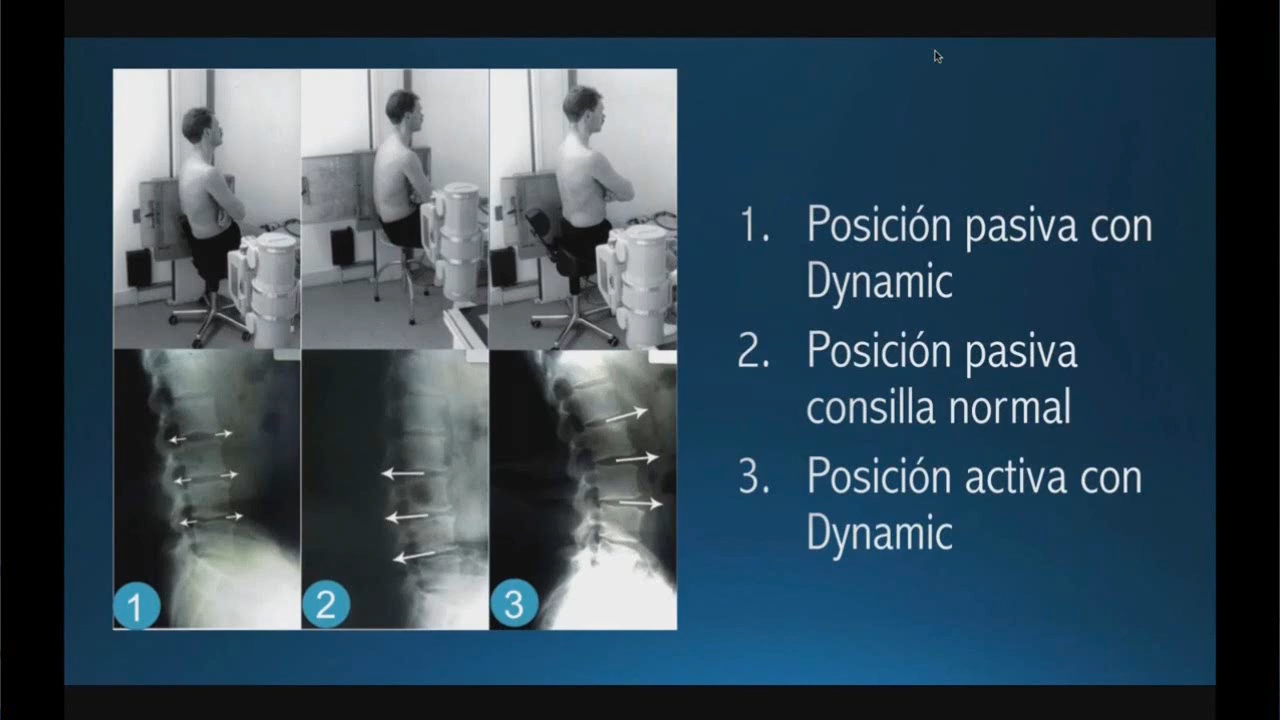 1
2
3
1. Posición pasiva con
Dynamic
2. Posición pasiva
consilla normal
3. Posición activa con
Dynamic